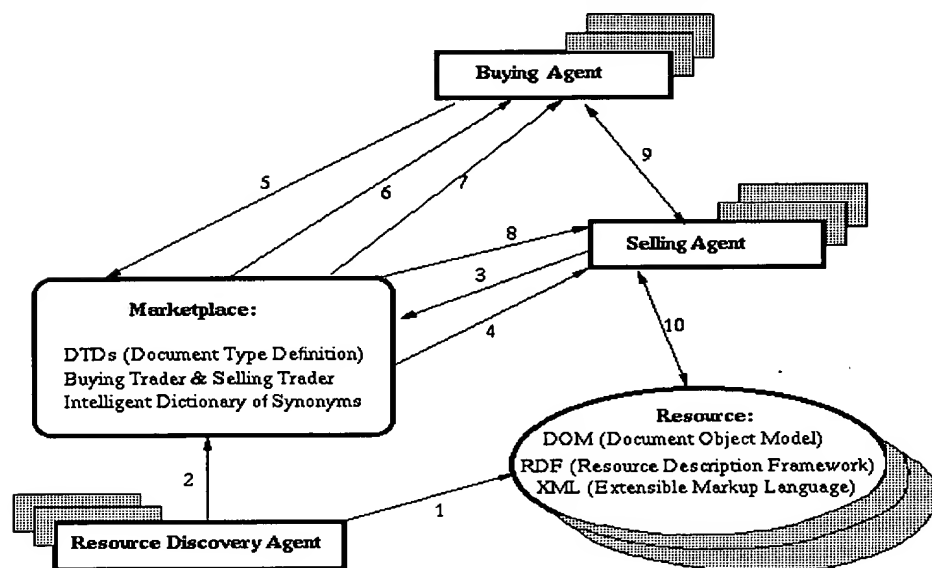 Buying Agent
5
6
7
9
8
Selling Agent
3
4
10
Marketplace:
DTDs (Document Type Definition)
Buying Trader & Selling Trader
Intelligent Dictionary of Synonyms
Resource:
DOM (Document Object Model)
RDF (Resource Description Framework)
XML (Extensible Markup Language)
2
1
Resource Discovery Agent